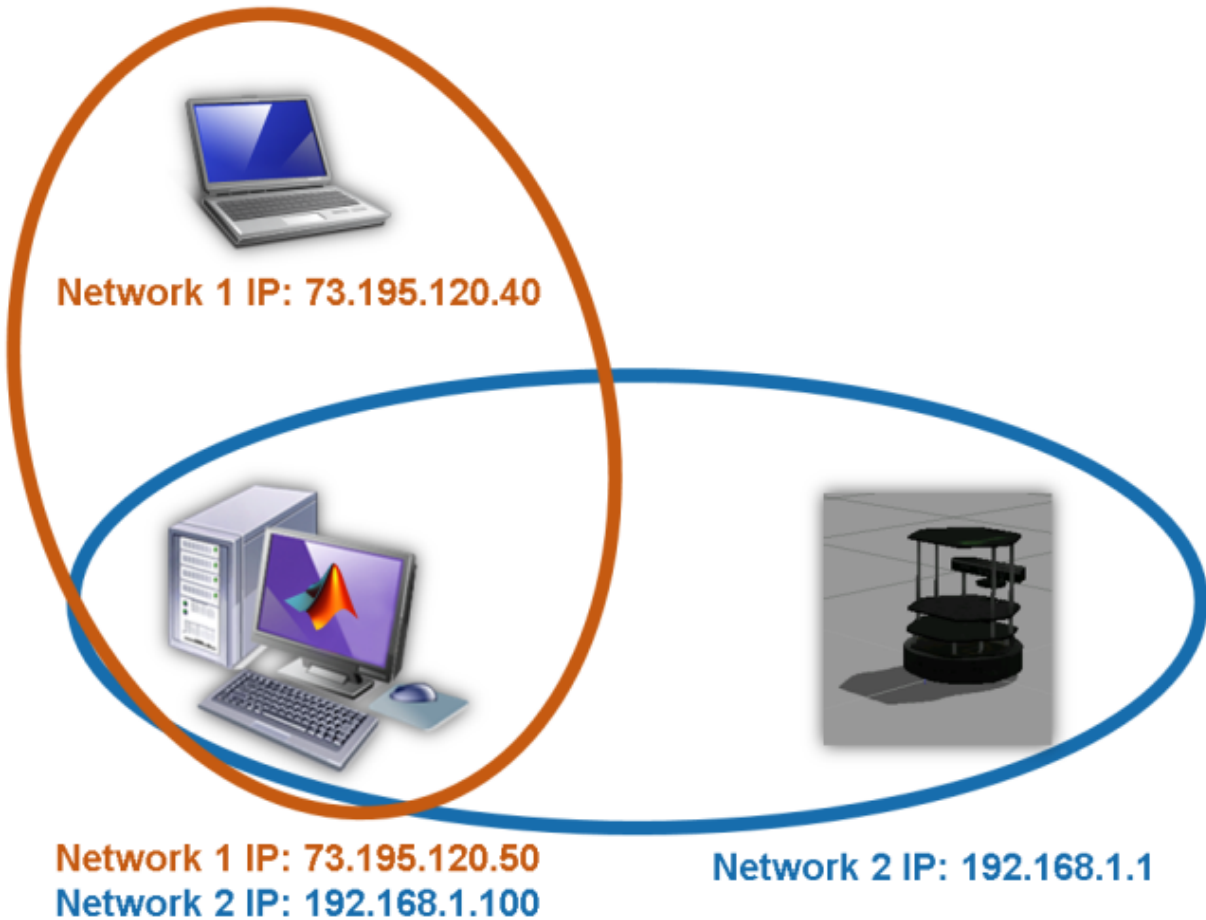 Network 1 IP: 73.195.120.40
Network 1 IP: 73.195.120.50
Network 2 IP: 192.168.1.100
Network 2 IP: 192.168.1.1